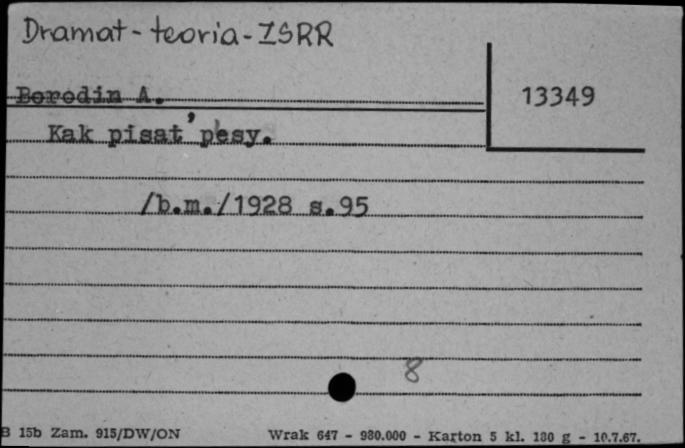 Dramat - teoria - ZSRR
Borodin A.
13349
Kak pisat' pesy.
/b.m./1928 s.95
8
B 15b Zam. 915/DW/ON
Wrak 647 - 980.000 - Karton 5 kl. 180 g - 10.7.67.